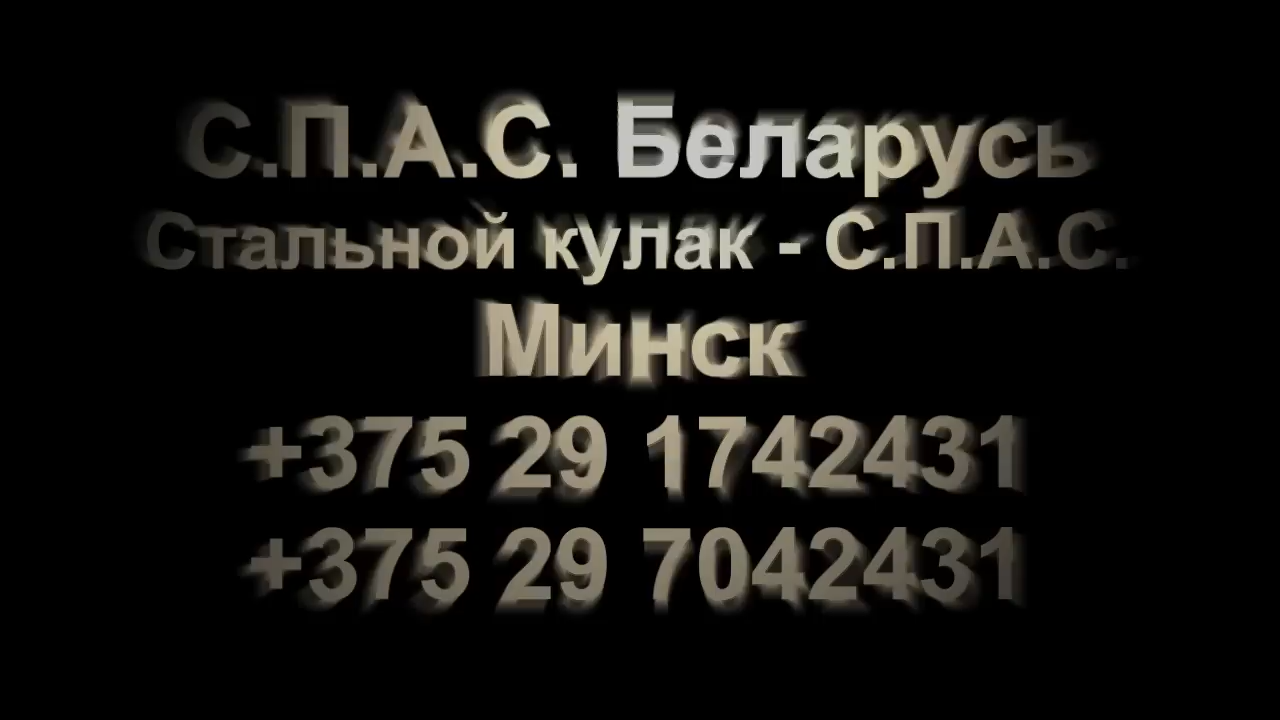 С.П.А.С. Беларусь
Стальной кулак - С.П.А.С.
Минск
+375 29 1742431
+375 29 7042431